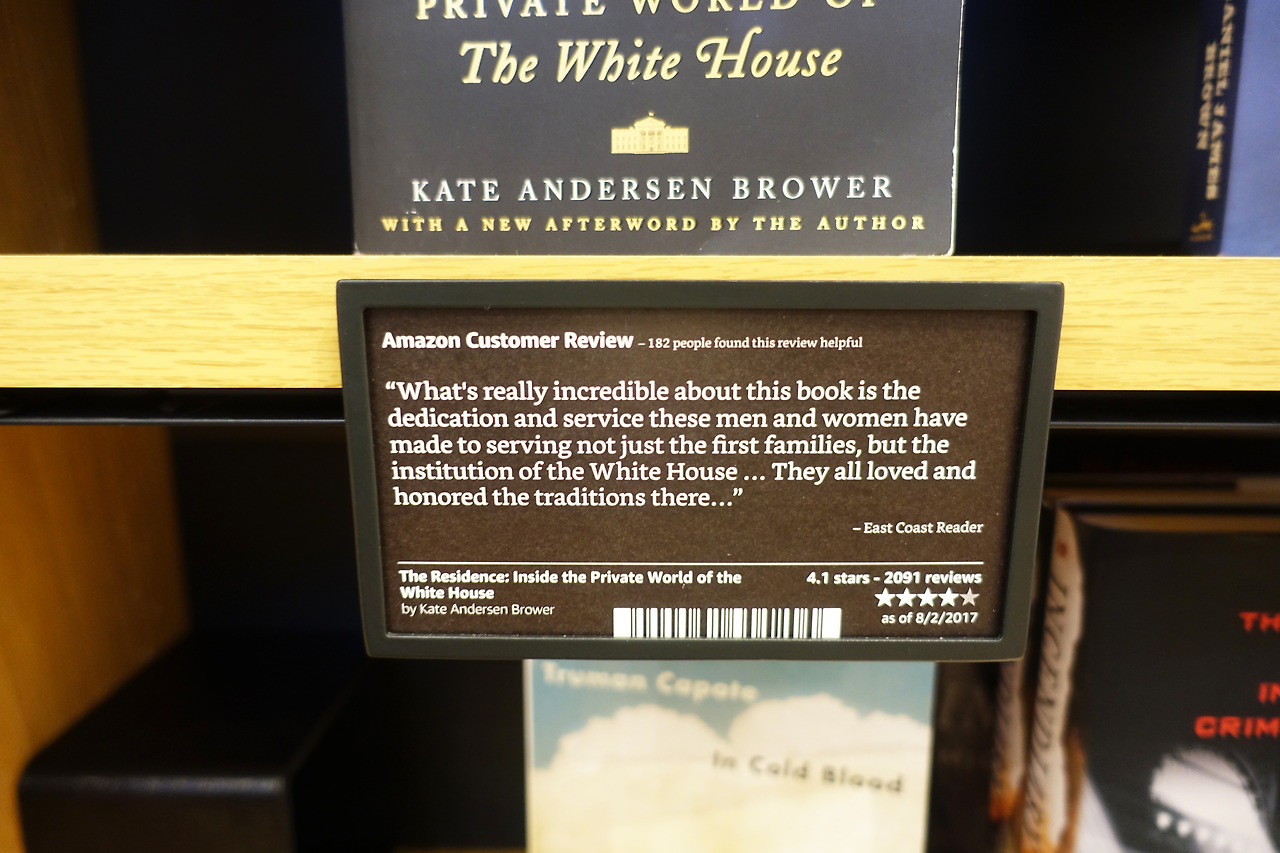 PRIVATE WORLD OF
The White House
KATE ANDERSEN BROWER
WITH A NEW AFTERWORD BY THE AUTHOR
DANIEL JAMES
BROWN
Amazon Customer Review – 182 people found this review helpful
“What's really incredible about this book is the
dedication and service these men and women have
made to serving not just the first families, but the
institution of the White House ... They all loved and
honored the traditions there...”
– East Coast Reader
The Residence: Inside the Private World of the
White House
by Kate Andersen Brower
4.1 stars – 2091 reviews
as of 8/2/2017
Truman Capote
In Cold Blood
CRIM